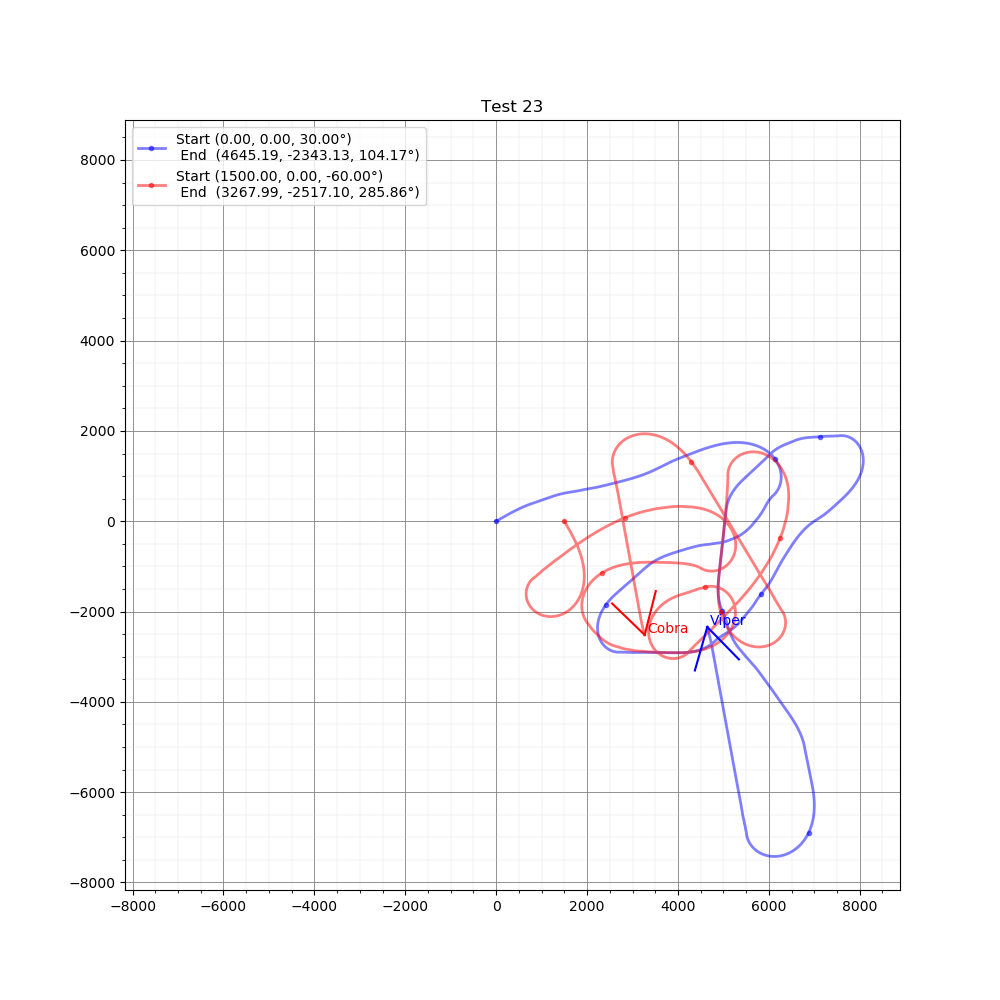 Test 23
Start (0.00, 0.00, 30.00°)
End  (4645.19, -2343.13, 104.17°)
Start (1500.00, 0.00, -60.00°)
End  (3267.99, -2517.10, 285.86°)
8000
6000
4000
2000
0
−2000
−4000
−6000
−8000
Viper
Cobra
−8000 −6000 −4000 −2000 0 2000 4000 6000 8000